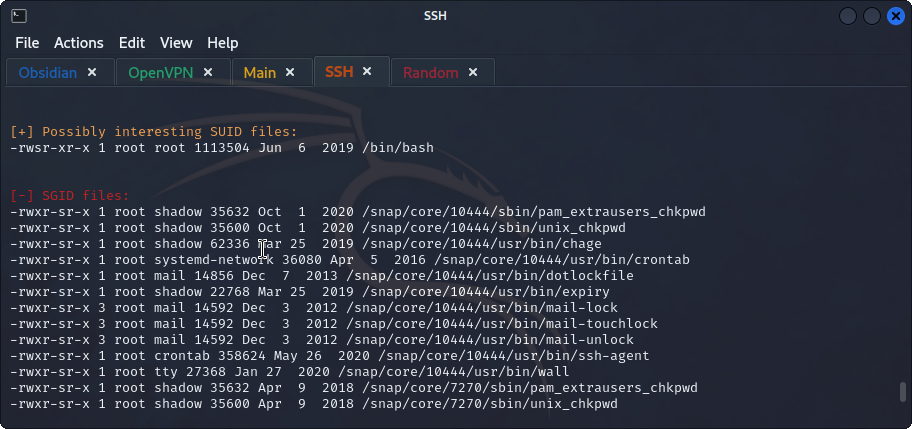 SSH
File Actions Edit View Help
Obsidian × OpenVPN × Main × SSH × Random ×
[+] Possibly interesting SUID files:
-rwsr-xr-x 1 root root 1113504 Jun  6  2019 /bin/bash
[-] SGID files:
-rwxr-sr-x 1 root shadow 35632 Oct  1  2020 /snap/core/10444/sbin/pam_extrausers_chkpwd
-rwxr-sr-x 1 root shadow 35600 Oct  1  2020 /snap/core/10444/sbin/unix_chkpwd
-rwxr-sr-x 1 root shadow 62336 Mar 25  2019 /snap/core/10444/usr/bin/chage
-rwxr-sr-x 1 root systemd-network 36080 Apr  5  2016 /snap/core/10444/usr/bin/crontab
-rwxr-sr-x 1 root mail 14856 Dec  7  2013 /snap/core/10444/usr/bin/dotlockfile
-rwxr-sr-x 1 root shadow 22768 Mar 25  2019 /snap/core/10444/usr/bin/expiry
-rwxr-sr-x 3 root mail 14592 Dec  3  2012 /snap/core/10444/usr/bin/mail-lock
-rwxr-sr-x 3 root mail 14592 Dec  3  2012 /snap/core/10444/usr/bin/mail-touchlock
-rwxr-sr-x 3 root mail 14592 Dec  3  2012 /snap/core/10444/usr/bin/mail-unlock
-rwxr-sr-x 1 root crontab 358624 May 26  2020 /snap/core/10444/usr/bin/ssh-agent
-rwxr-sr-x 1 root tty 27368 Jan 27  2020 /snap/core/10444/usr/bin/wall
-rwxr-sr-x 1 root shadow 35632 Apr  9  2018 /snap/core/7270/sbin/pam_extrausers_chkpwd
-rwxr-sr-x 1 root shadow 35600 Apr  9  2018 /snap/core/7270/sbin/unix_chkpwd